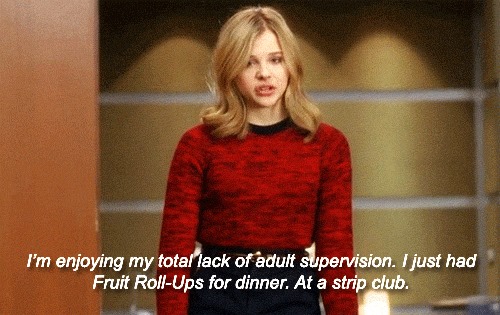 I'm enjoying my total lack of adult supervision. I just had
Fruit Roll-Ups for dinner. At a strip club.